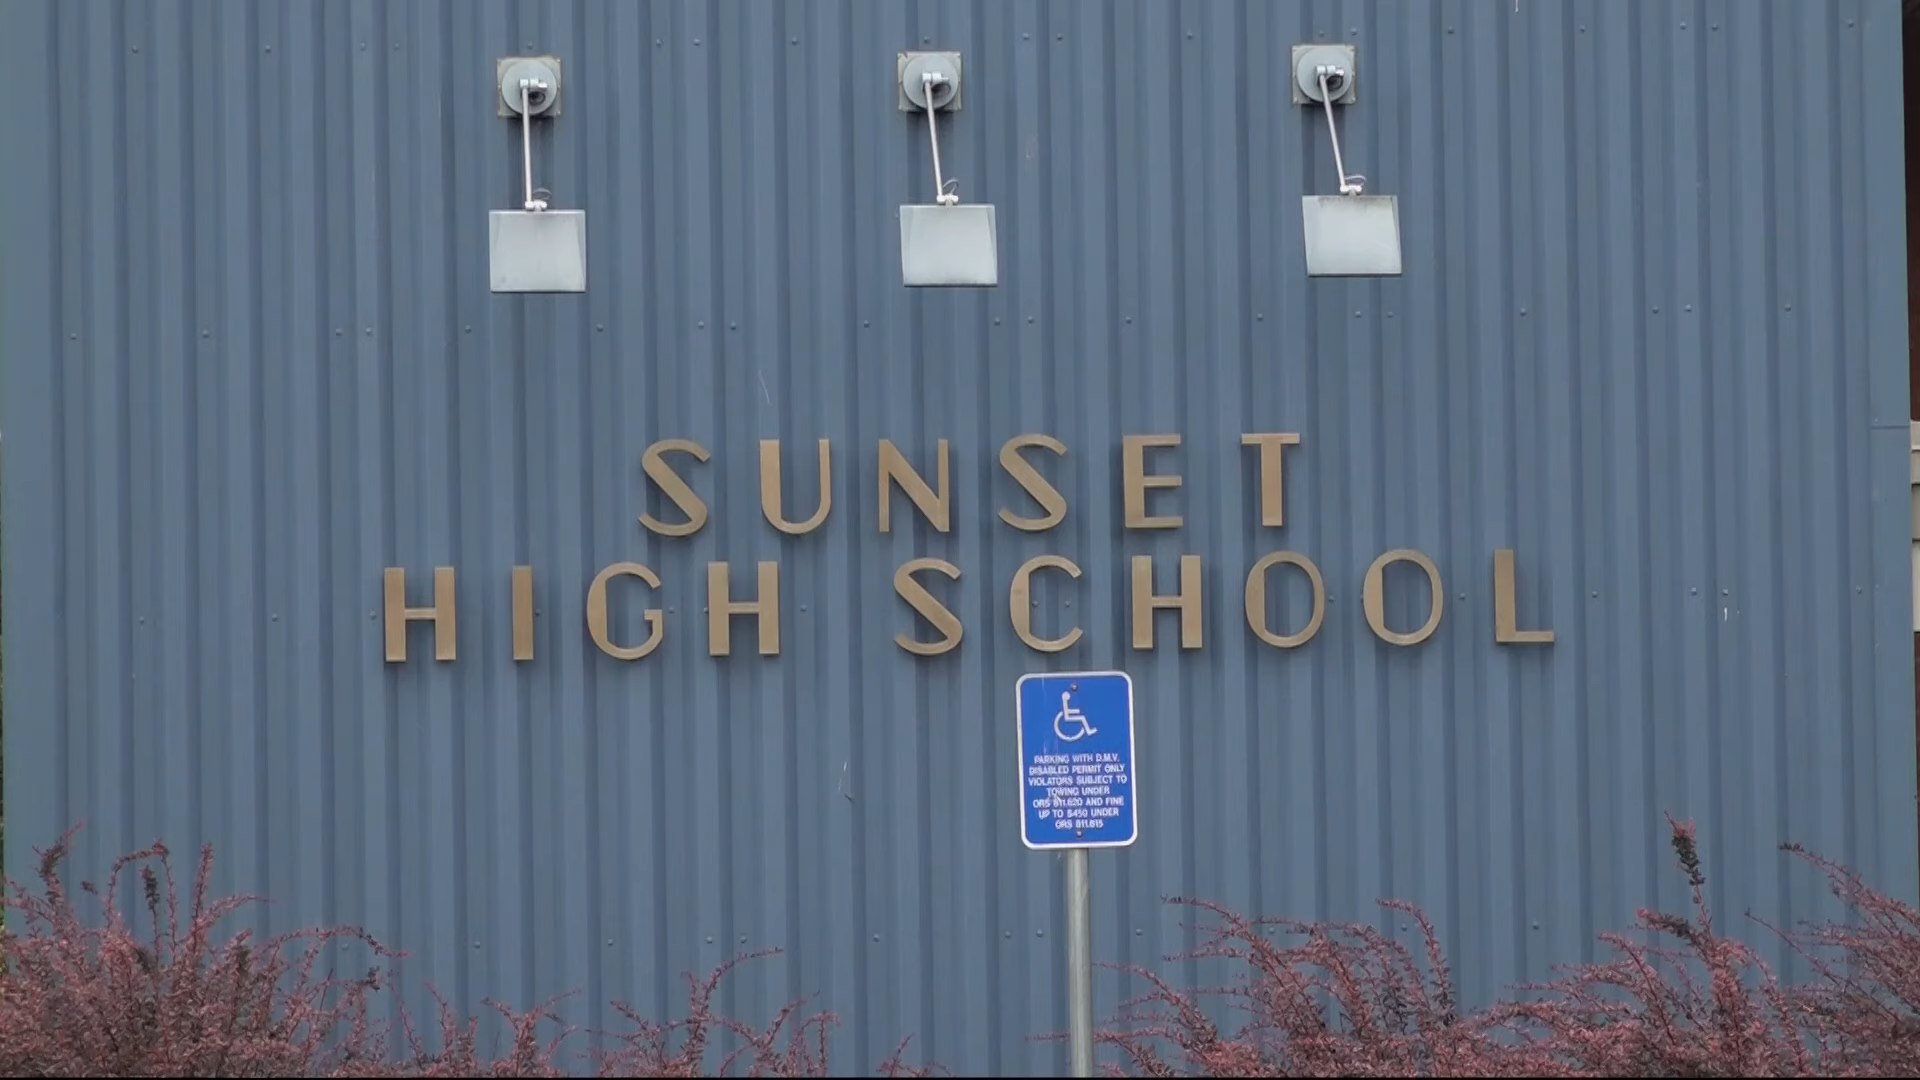 SUNSET
HIGH SCHOOL
PARKING WITH D.M.V.
DISABLED PERMIT ONLY
VIOLATORS SUBJECT TO
TOWING UNDER
ORS 811.620 AND FINE
UP TO $450 UNDER
ORS 811.615